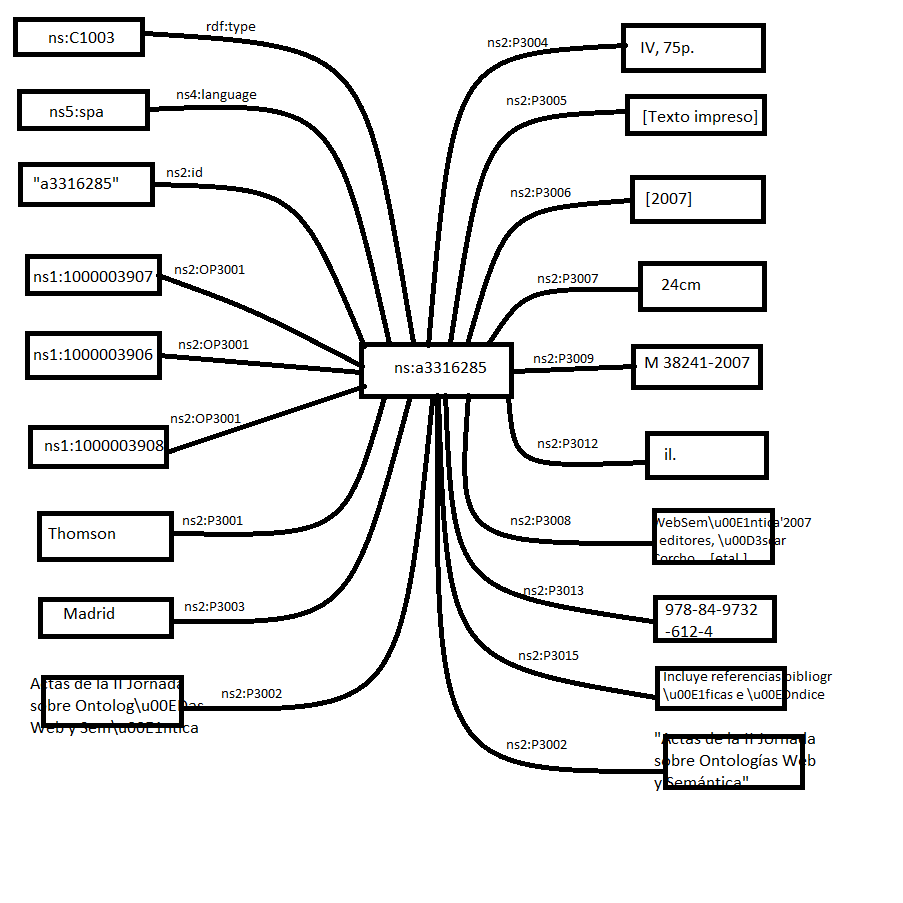 ns:C1003
rdf:type
ns5:spa
ns4:language
"a3316285"
ns2:id
ns1:1000003907
ns2:OP3001
ns1:1000003906
ns2:OP3001
ns1:1000003908
ns2:OP3001
Thomson
ns2:P3001
Madrid
ns2:P3003
Actas de la II Jornada
sobre Ontolog\u00EDas
Web y Sem\u00E1ntica
ns2:P3002
ns:a3316285
ns2:P3004
IV, 75p.
ns2:P3005
[Texto impreso]
ns2:P3006
[2007]
ns2:P3007
24cm
ns2:P3009
M 38241-2007
ns2:P3012
il.
ns2:P3008
WebSem\u00E1ntica'2007
editores, \u00D3scar
Corcho... [etal.]
ns2:P3013
978-84-9732
-612-4
ns2:P3015
Incluye referencias bibliogr
\u00E1ficas e \u00EDndice
ns2:P3002
"Actas de la II Jornada
sobre Ontologías Web
y Semántica"